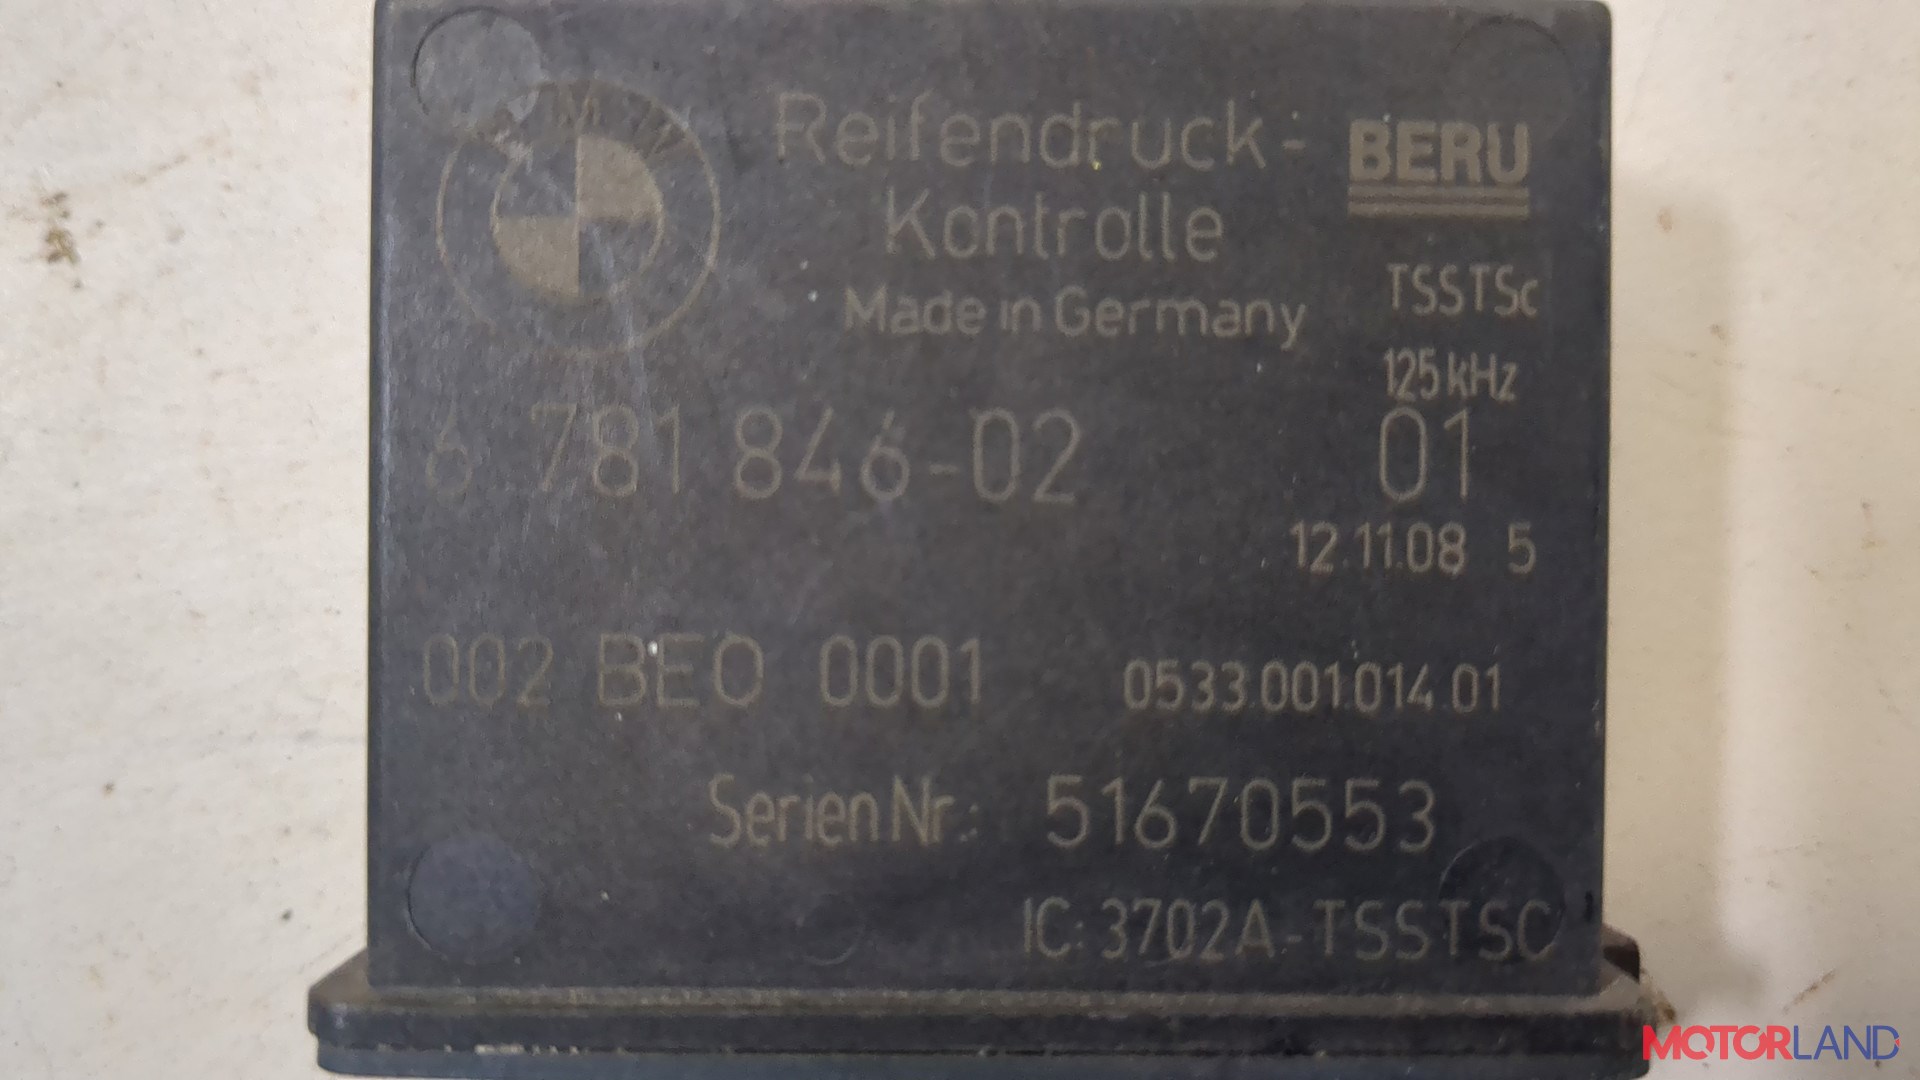 BMW
Reifendruck-
Kontrolle
Made in Germany
BERU
TSSTSc
125 kHz
6 781 846-02
01
12.11.08 5
002 BEO 0001
0533.001.014.01
Serien Nr.: 51670553
IC: 3702A-TSSTSC
MOTORLAND